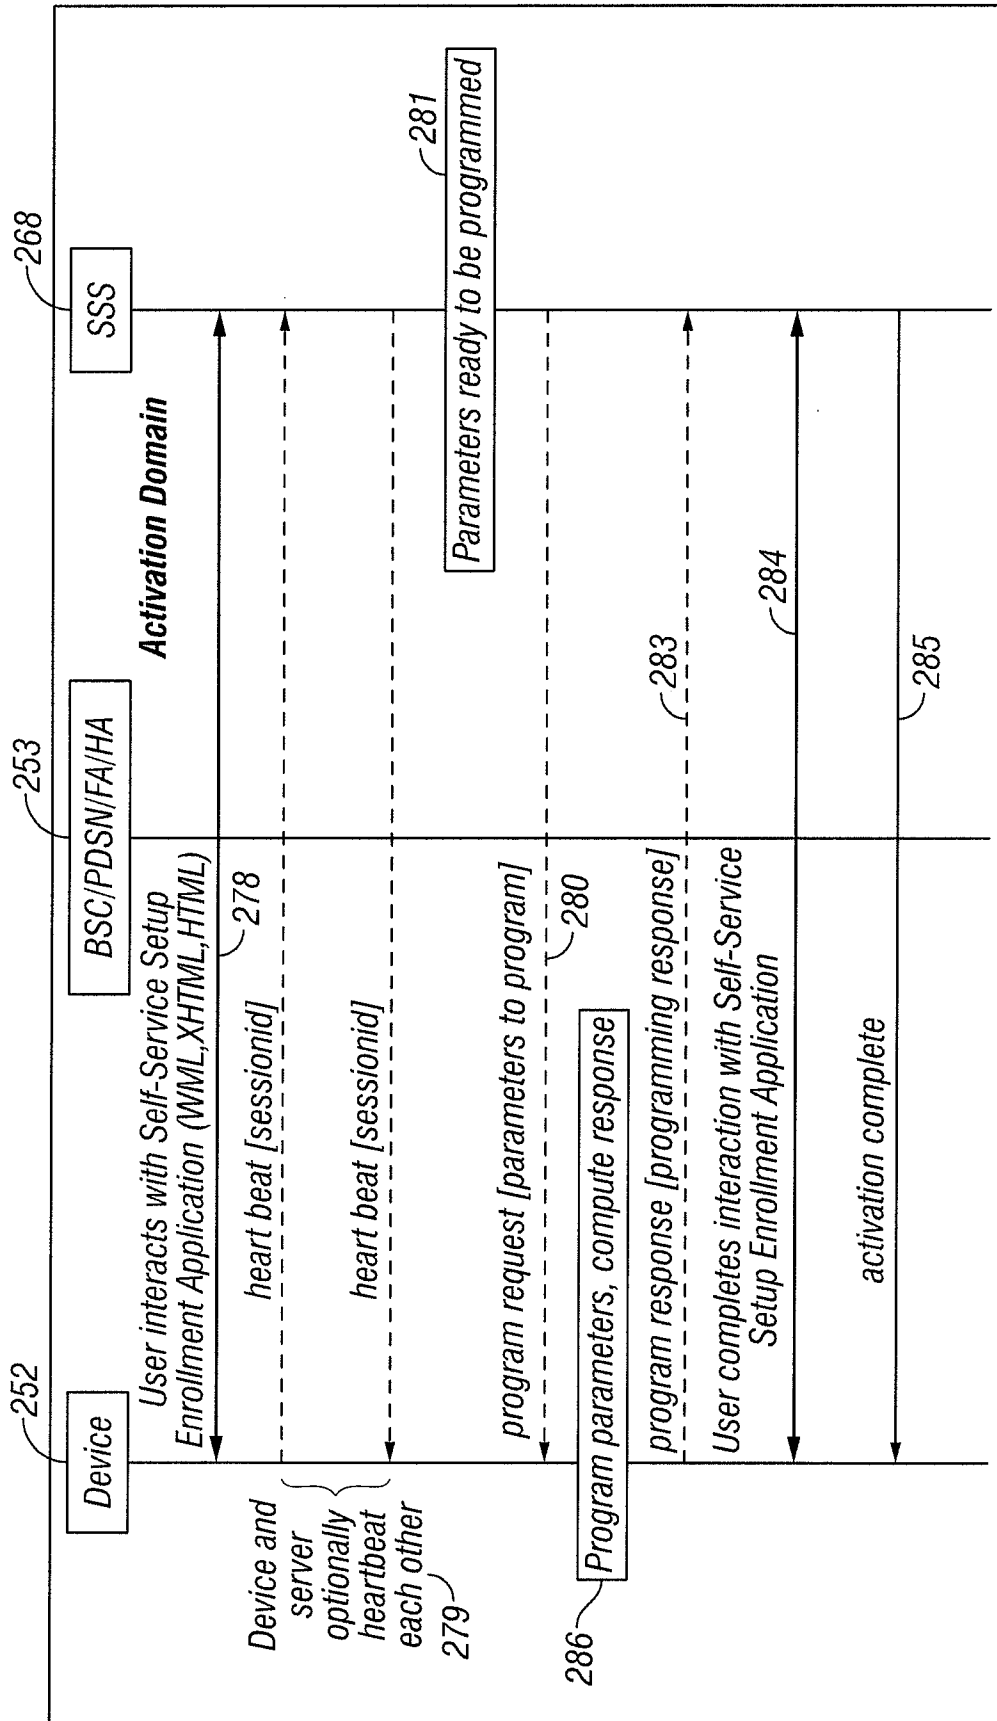 252
253
268
Device
BSC/PDSN/FA/HA
SSS
Activation Domain
User interacts with Self-Service Setup
Enrollment Application (WML,XHTML,HTML)
278
heart beat [sessionid]
heart beat [sessionid]
Device and
server
optionally
heartbeat
each other
279
281
Parameters ready to be programmed
program request [parameters to program]
280
286
Program parameters, compute response
program response [programming response]
283
User completes interaction with Self-Service
Setup Enrollment Application
284
activation complete
285